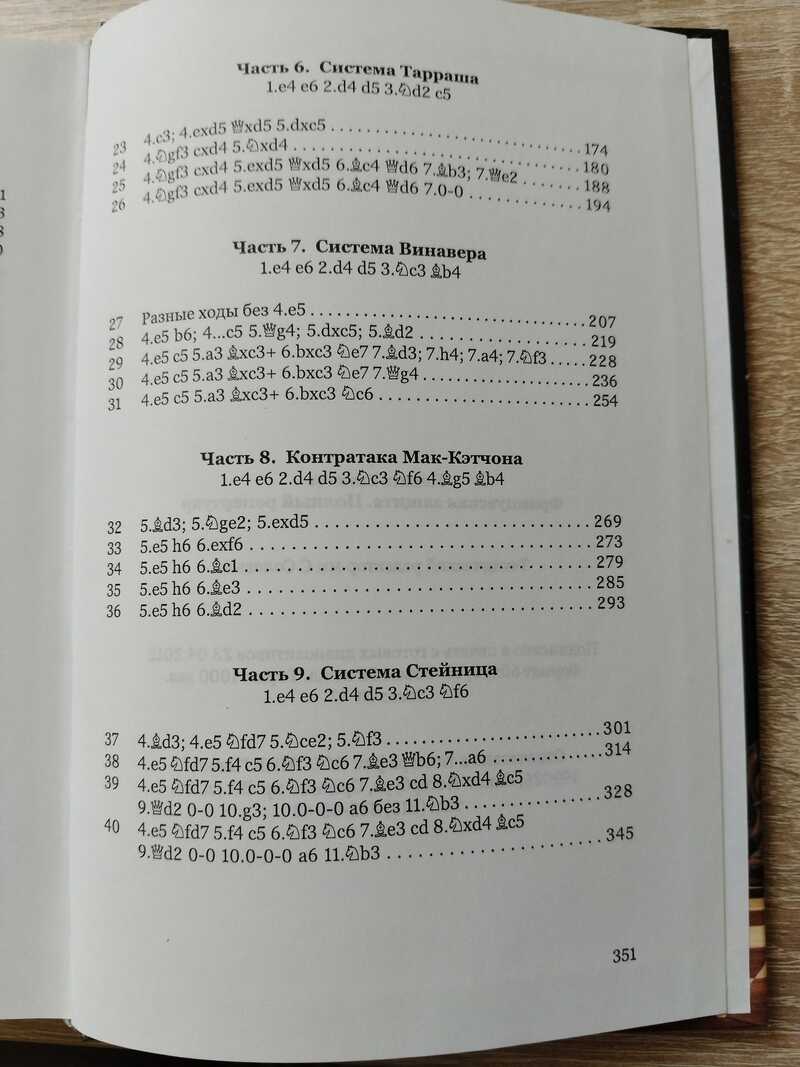 Часть 6. Система Тарраша
1.e4 e6 2.d4 d5 3.♘d2 c5
23 4.c3; 4.exd5 ♕xd5 5.dxc5 174
24 4.♘gf3 cxd4 5.♘xd4 180
25 4.♘gf3 cxd4 5.exd5 ♕xd5 6.♗c4 ♕d6 7.♗b3; 7.♕e2 188
26 4.♘gf3 cxd4 5.exd5 ♕xd5 6.♗c4 ♕d6 7.0-0 194
Часть 7. Система Винавера
1.e4 e6 2.d4 d5 3.♘c3 ♗b4
27 Разные ходы без 4.e5 207
28 4.e5 b6; 4...c5 5.♕g4; 5.dxc5; 5.♗d2 219
29 4.e5 c5 5.a3 ♗xc3+ 6.bxc3 ♘e7 7.♗d3; 7.h4; 7.a4; 7.♘f3 228
30 4.e5 c5 5.a3 ♗xc3+ 6.bxc3 ♘e7 7.♕g4 236
31 4.e5 c5 5.a3 ♗xc3+ 6.bxc3 ♘c6 254
Часть 8. Контратака Мак-Кэтчона
1.e4 e6 2.d4 d5 3.♘c3 ♘f6 4.♗g5 ♗b4
32 5.♗d3; 5.♘ge2; 5.exd5 269
33 5.e5 h6 6.exf6 273
34 5.e5 h6 6.♗c1 279
35 5.e5 h6 6.♗e3 285
36 5.e5 h6 6.♗d2 293
Часть 9. Система Стейница
1.e4 e6 2.d4 d5 3.♘c3 ♘f6
37 4.♗d3; 4.e5 ♘fd7 5.♘ce2; 5.♘f3 301
38 4.e5 ♘fd7 5.f4 c5 6.♘f3 ♘c6 7.♗e3 ♕b6; 7...a6 314
39 4.e5 ♘fd7 5.f4 c5 6.♘f3 ♘c6 7.♗e3 cd 8.♘xd4 ♗c5
9.♕d2 0-0 10.g3; 10.0-0-0 a6 без 11.♘b3 328
40 4.e5 ♘fd7 5.f4 c5 6.♘f3 ♘c6 7.♗e3 cd 8.♘xd4 ♗c5
9.♕d2 0-0 10.0-0-0 a6 11.♘b3 345
351